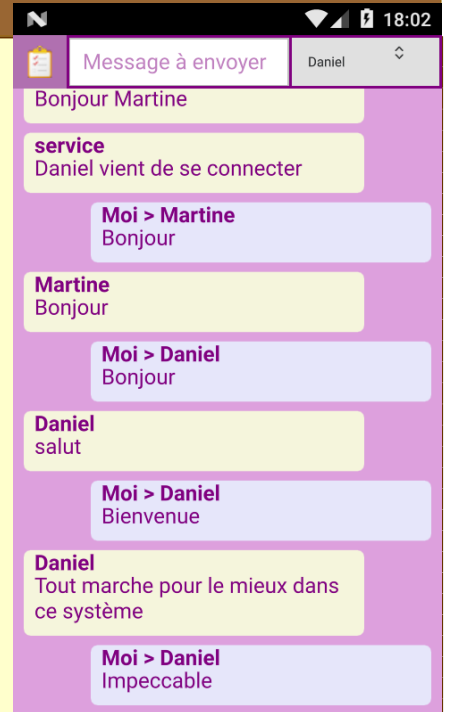 18:02
Message à envoyer
Daniel
Bonjour Martine
service
Daniel vient de se connecter
Moi > Martine
Bonjour
Martine
Bonjour
Moi > Daniel
Bonjour
Daniel
salut
Moi > Daniel
Bienvenue
Daniel
Tout marche pour le mieux dans
ce système
Moi > Daniel
Impeccable